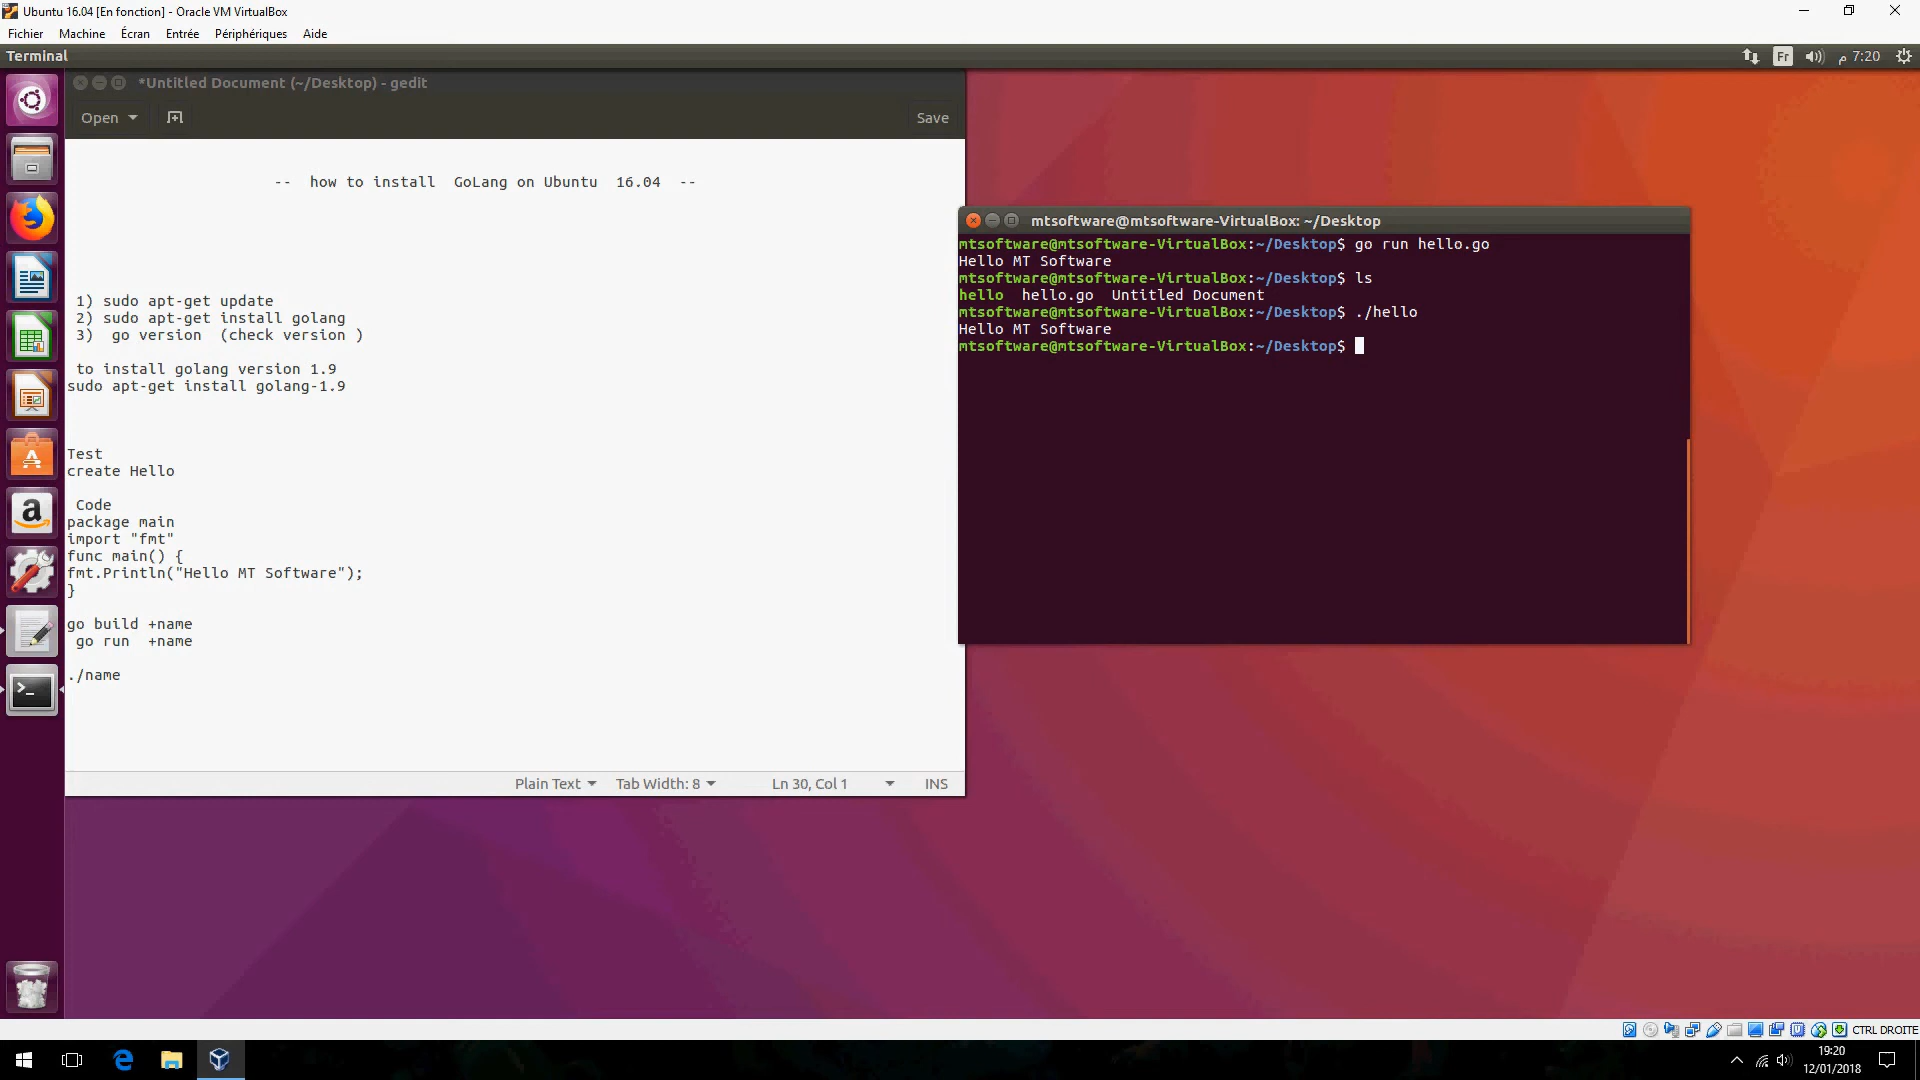 Ubuntu 16.04 [En fonction] - Oracle VM VirtualBox
Fichier Machine Écran Entrée Périphériques Aide
Terminal
Fr
م 7:20
*Untitled Document (~/Desktop) - gedit
Open
Save
-- how to install GoLang on Ubuntu 16.04 --
1) sudo apt-get update
2) sudo apt-get install golang
3) go version (check version )
to install golang version 1.9
sudo apt-get install golang-1.9
Test
create Hello
Code
package main
import "fmt"
func main() {
fmt.Println("Hello MT Software");
}
go build +name
go run +name
./name
Plain Text Tab Width: 8 Ln 30, Col 1 INS
mtsoftware@mtsoftware-VirtualBox: ~/Desktop
mtsoftware@mtsoftware-VirtualBox:~/Desktop$ go run hello.go
Hello MT Software
mtsoftware@mtsoftware-VirtualBox:~/Desktop$ ls
hello hello.go Untitled Document
mtsoftware@mtsoftware-VirtualBox:~/Desktop$ ./hello
Hello MT Software
mtsoftware@mtsoftware-VirtualBox:~/Desktop$
CTRL DROITE
19:20
12/01/2018